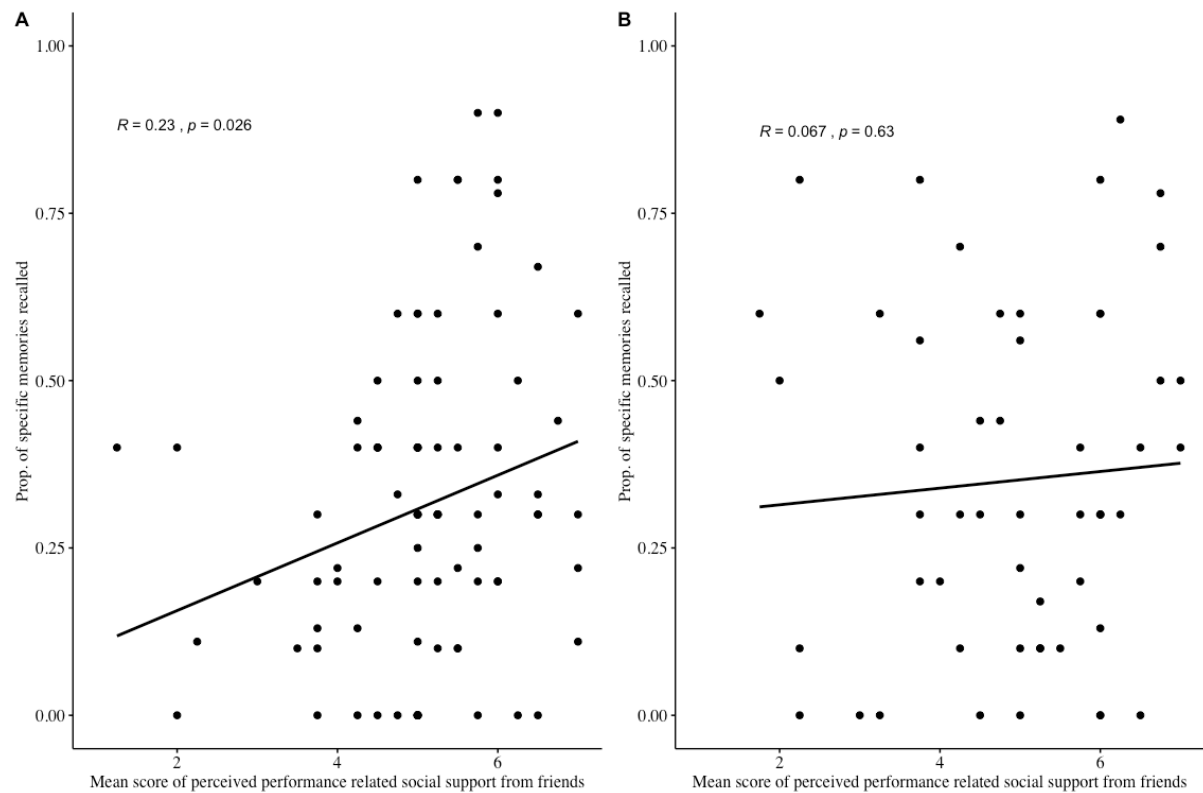 A
1.00
R = 0.23 , p = 0.026
0.75
0.50
0.25
0.00
Prop. of specific memories recalled
2 4 6
Mean score of perceived performance related social support from friends
B
1.00
R = 0.067 , p = 0.63
0.75
0.50
0.25
0.00
Prop. of specific memories recalled
2 4 6
Mean score of perceived performance related social support from friends